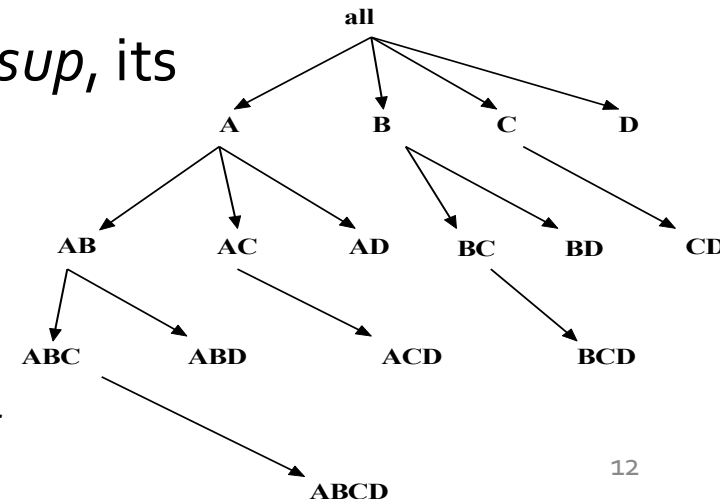 all
sup, its
A B C D
AB AC AD BC BD CD
ABC ABD ACD BCD
12
ABCD